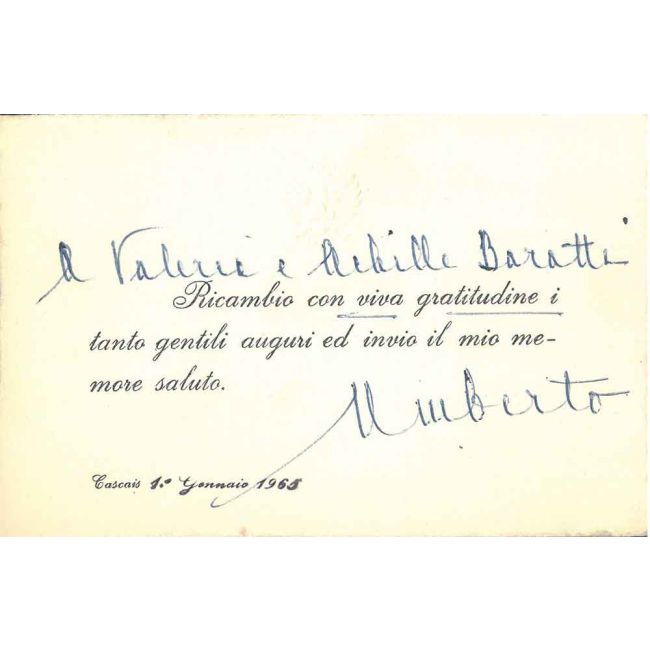 A Valeria e Achille Baratti
Ricambio con viva gratitudine i
tanto gentili auguri ed invio il mio me-
more saluto.
Umberto
Cascais 1.° Gennaio 1965